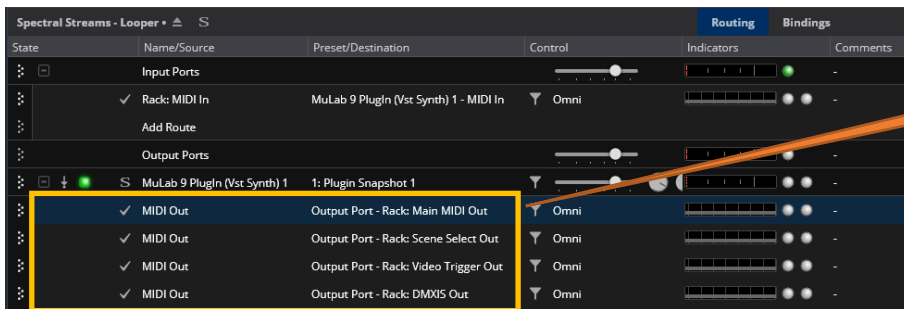 Spectral Streams - Looper • S Routing Bindings
State Name/Source Preset/Destination Control Indicators Comments
Input Ports -
Rack: MIDI In MuLab 9 PlugIn (Vst Synth) 1 - MIDI In Omni -
Add Route
Output Ports -
S MuLab 9 PlugIn (Vst Synth) 1 1: Plugin Snapshot 1 -
MIDI Out Output Port - Rack: Main MIDI Out Omni -
MIDI Out Output Port - Rack: Scene Select Out Omni -
MIDI Out Output Port - Rack: Video Trigger Out Omni -
MIDI Out Output Port - Rack: DMXIS Out Omni -